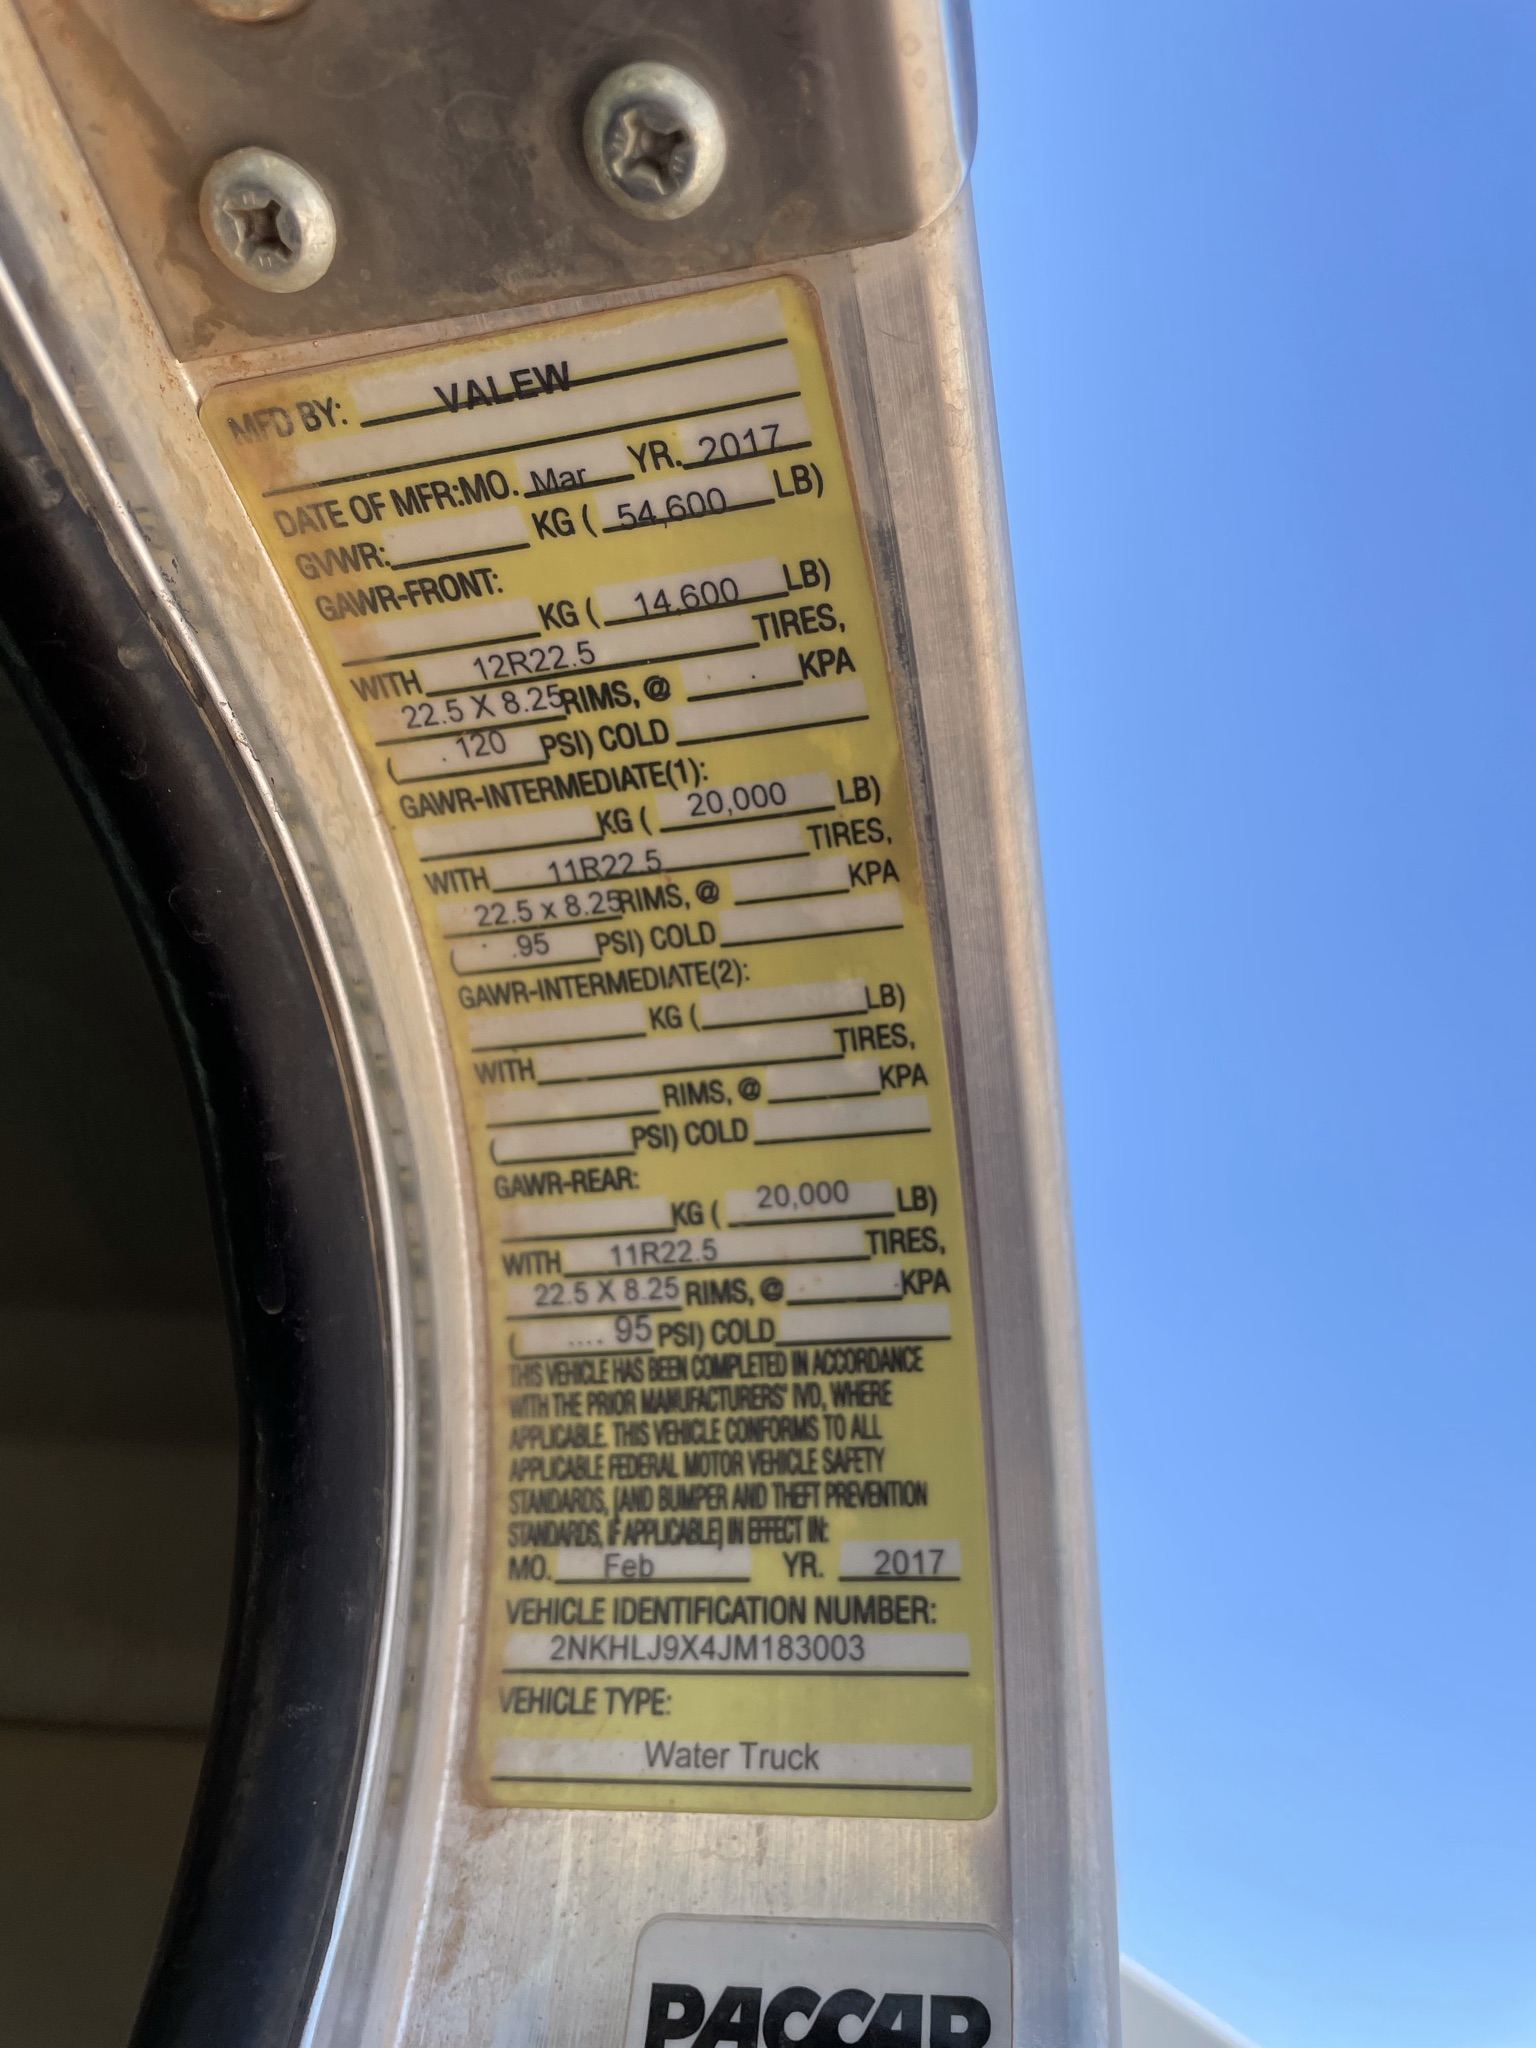 MFD BY: VALEW
DATE OF MFR:MO. Mar YR. 2017
GVWR: KG ( 54,600 LB)
GAWR-FRONT:
KG ( 14,600 LB)
WITH 12R22.5 TIRES,
22.5 X 8.25 RIMS, @ . KPA
( . 120 PSI) COLD
GAWR-INTERMEDIATE(1):
KG ( 20,000 LB)
WITH 11R22.5 TIRES,
22.5 x 8.25 RIMS, @ KPA
( . .95 PSI) COLD
GAWR-INTERMEDIATE(2):
KG ( LB)
WITH TIRES,
RIMS, @ KPA
( PSI) COLD
GAWR-REAR:
KG ( 20,000 LB)
WITH 11R22.5 TIRES,
22.5 X 8.25 RIMS, @ . KPA
( .... 95 PSI) COLD
THIS VEHICLE HAS BEEN COMPLETED IN ACCORDANCE
WITH THE PRIOR MANUFACTURERS' IVD, WHERE
APPLICABLE. THIS VEHICLE CONFORMS TO ALL
APPLICABLE FEDERAL MOTOR VEHICLE SAFETY
STANDARDS, [AND BUMPER AND THEFT PREVENTION
STANDARDS, IF APPLICABLE] IN EFFECT IN:
MO. Feb YR. 2017
VEHICLE IDENTIFICATION NUMBER:
2NKHLJ9X4JM183003
VEHICLE TYPE:
Water Truck
PACCAR